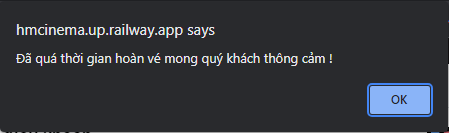 hmcinema.up.railway.app says
Đã quá thời gian hoàn vé mong quý khách thông cảm !
OK